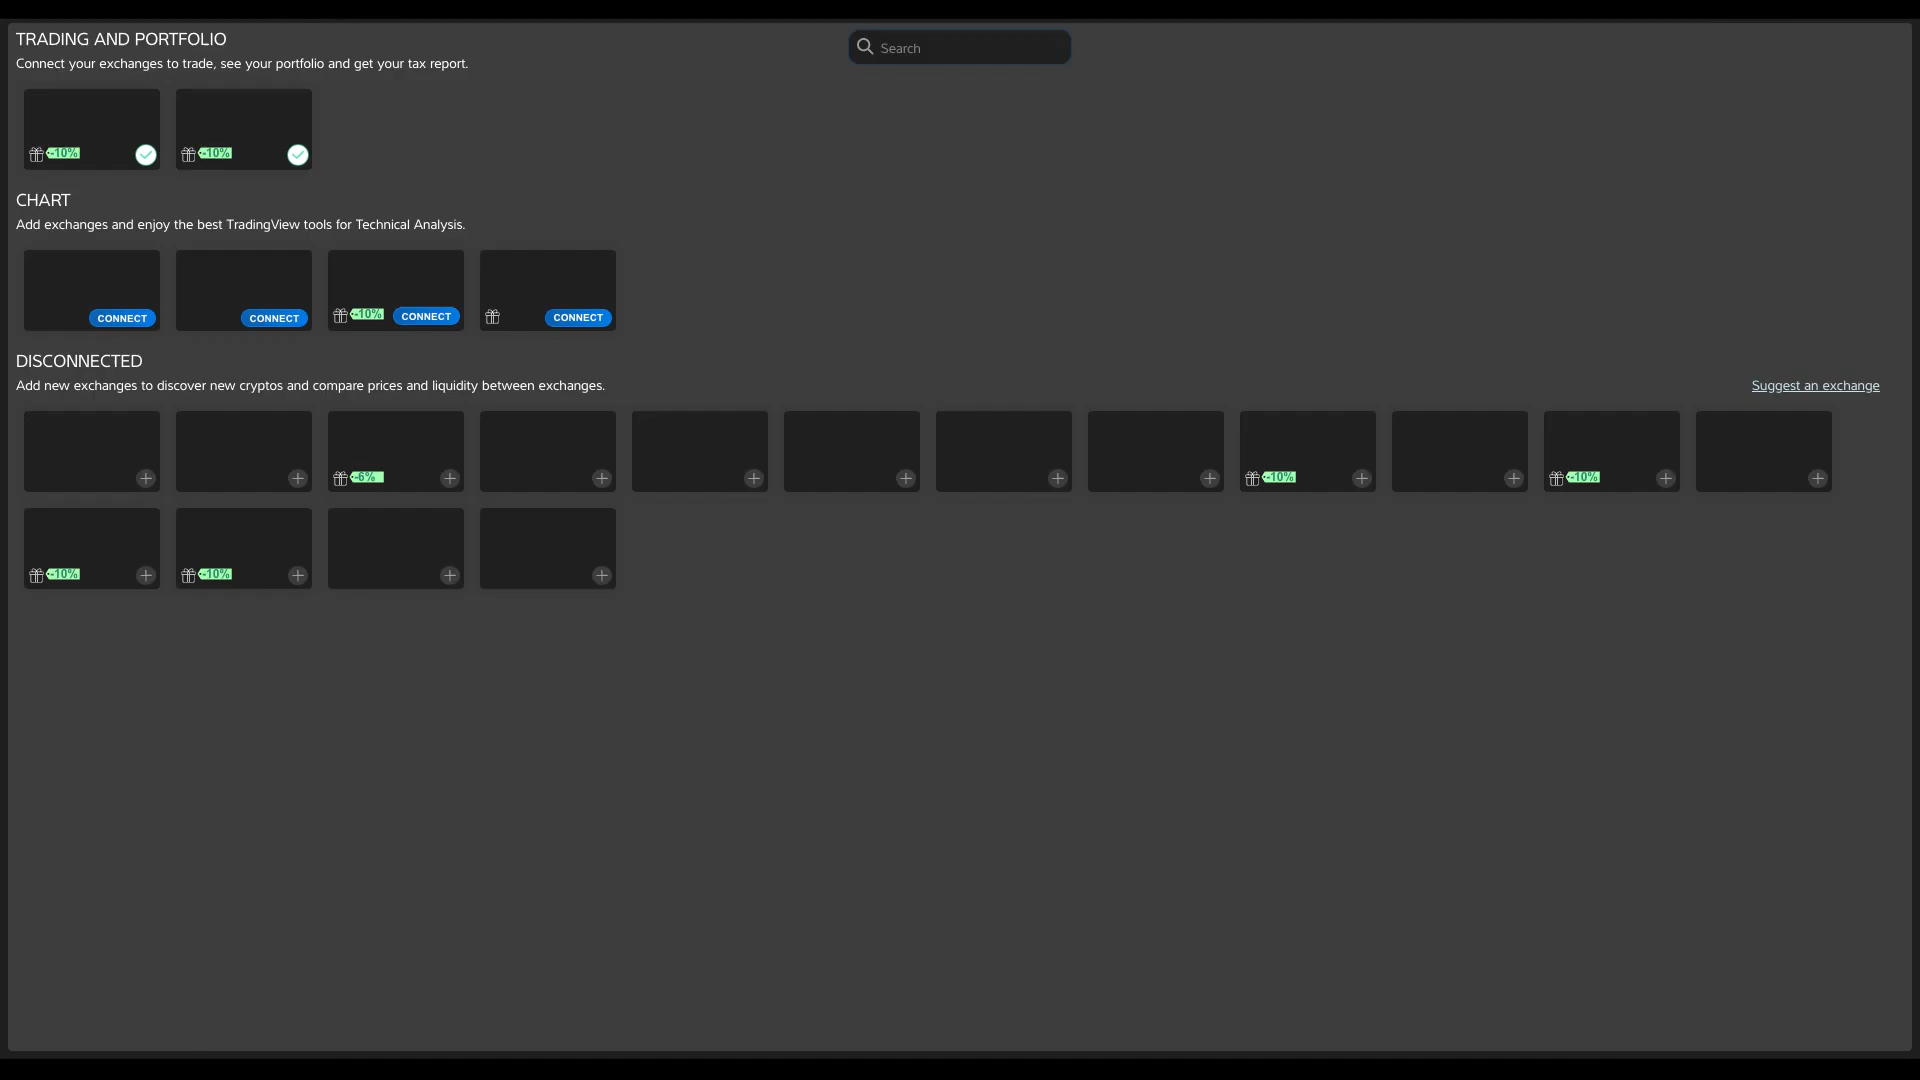 TRADING AND PORTFOLIO
Search
Connect your exchanges to trade, see your portfolio and get your tax report.
-10% -10%
CHART
Add exchanges and enjoy the best TradingView tools for Technical Analysis.
CONNECT CONNECT -10% CONNECT CONNECT
DISCONNECTED
Add new exchanges to discover new cryptos and compare prices and liquidity between exchanges. Suggest an exchange
-6% -10% -10%
-10% -10%